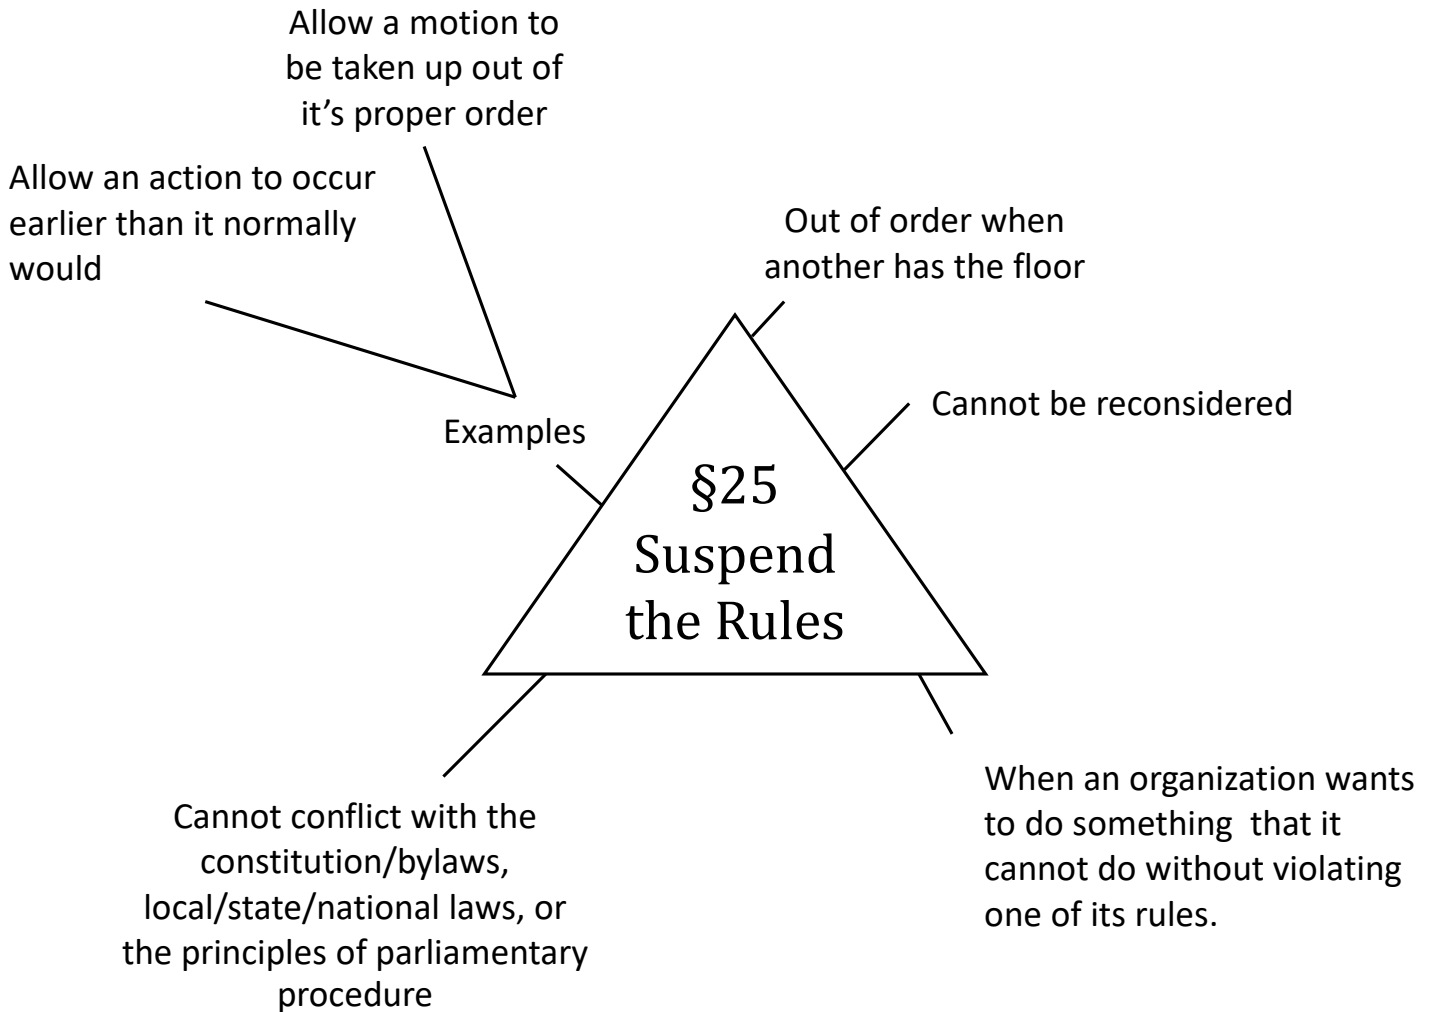 Allow a motion to
be taken up out of
it’s proper order
Allow an action to occur
earlier than it normally
would
Out of order when
another has the floor
Cannot be reconsidered
Examples
§25
Suspend
the Rules
When an organization wants
to do something  that it
cannot do without violating
one of its rules.
Cannot conflict with the
constitution/bylaws,
local/state/national laws, or
the principles of parliamentary
procedure